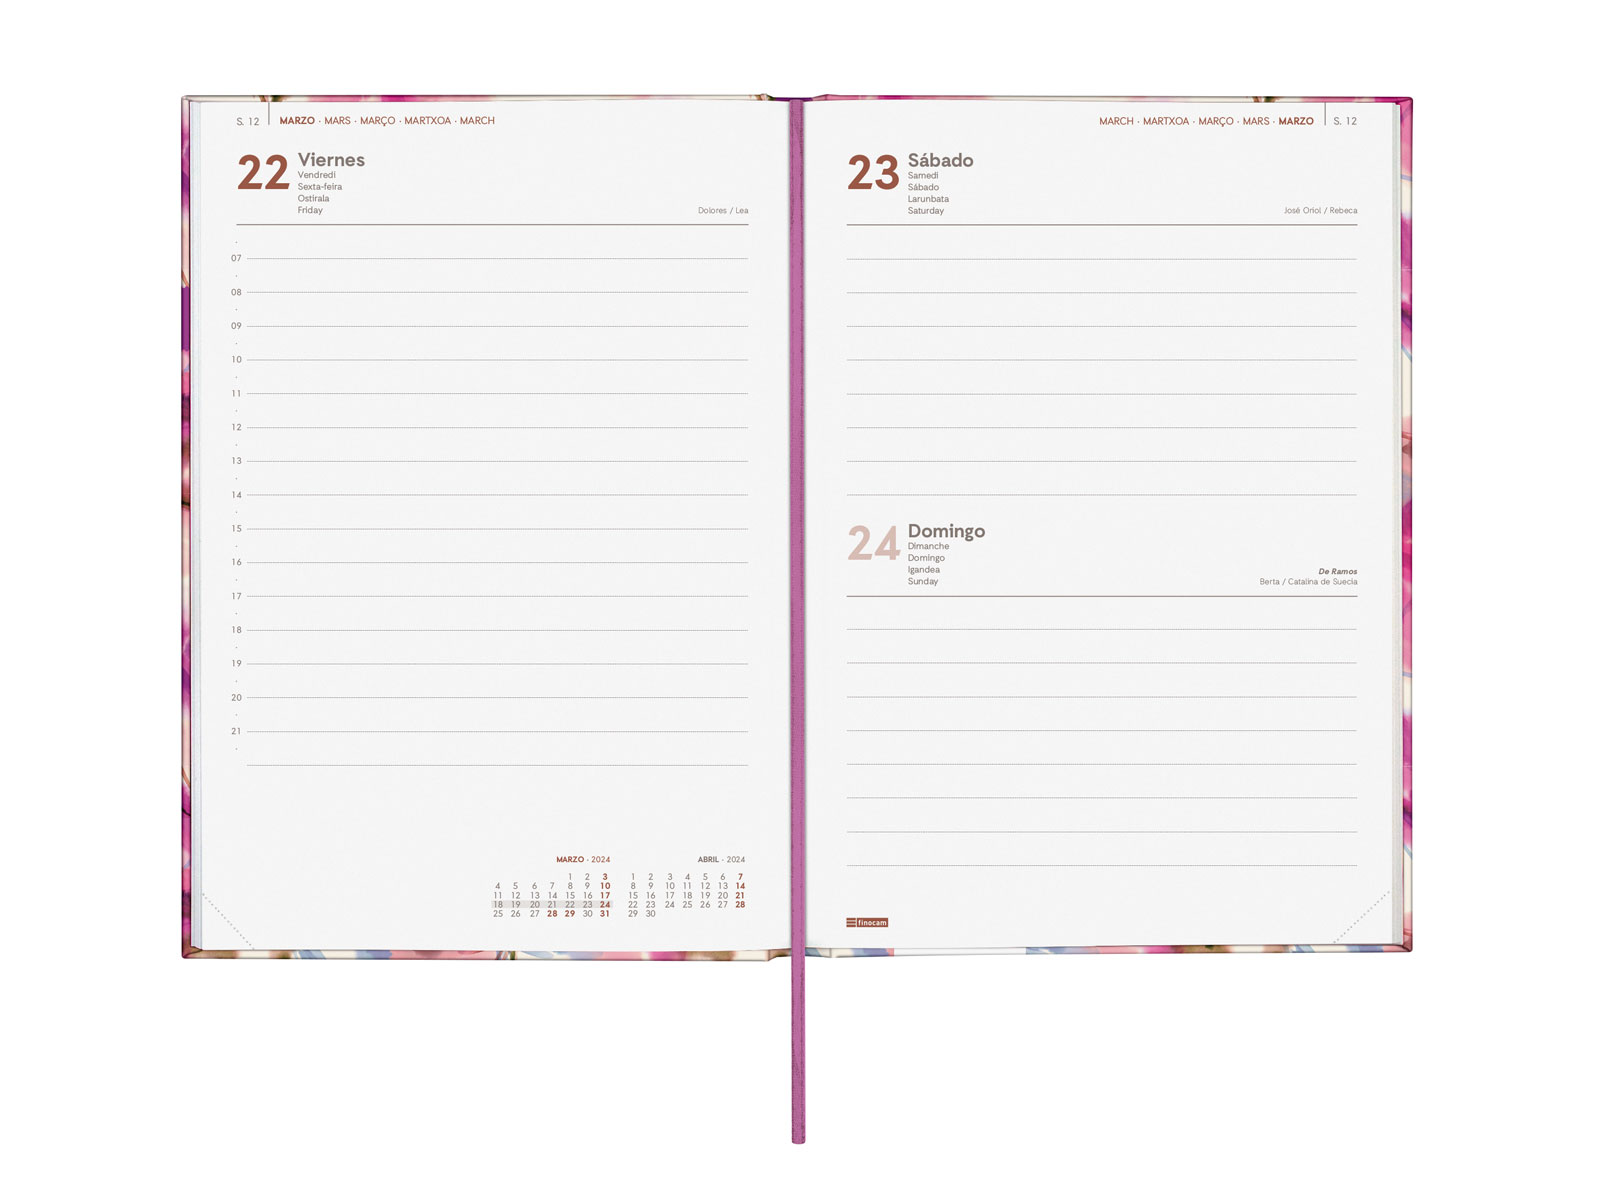 S. 12 MARZO · MARS · MARÇO · MARTXOA · MARCH
22 Viernes
Vendredi
Sexta-feira
Ostirala
Friday
Dolores / Lea
07
08
09
10
11
12
13
14
15
16
17
18
19
20
21
MARZO · 2024
1 2 3
4 5 6 7 8 9 10
11 12 13 14 15 16 17
18 19 20 21 22 23 24
25 26 27 28 29 30 31
ABRIL · 2024
1 2 3 4 5 6 7
8 9 10 11 12 13 14
15 16 17 18 19 20 21
22 23 24 25 26 27 28
29 30
MARCH · MARTXOA · MARÇO · MARS · MARZO S. 12
23 Sábado
Samedi
Sábado
Larunbata
Saturday
José Oriol / Rebeca
24 Domingo
Dimanche
Domingo
Igandea
Sunday
De Ramos
Berta / Catalina de Suecia
finocam